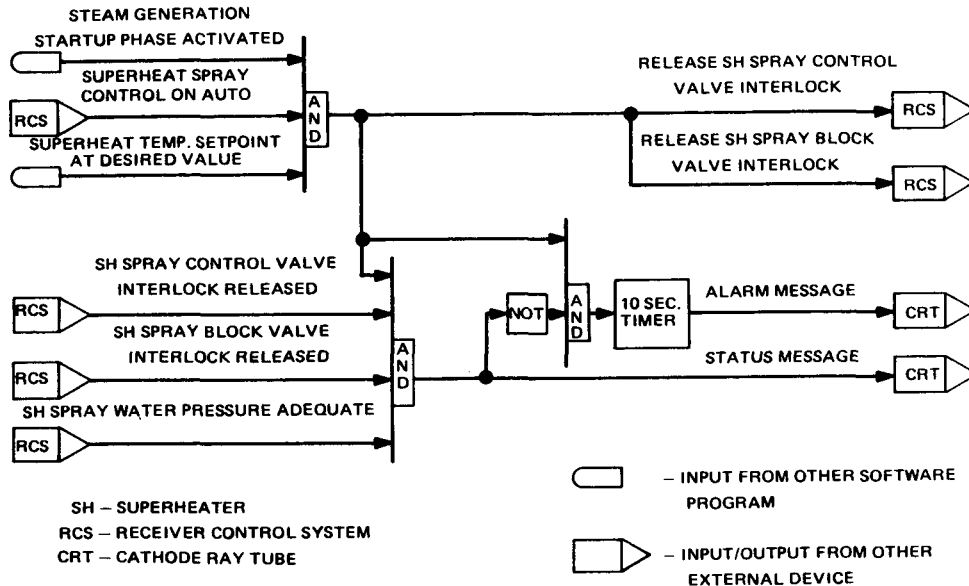 STEAM GENERATION
STARTUP PHASE ACTIVATED
SUPERHEAT SPRAY
CONTROL ON AUTO
RCS
SUPERHEAT TEMP. SETPOINT
AT DESIRED VALUE
AND
RELEASE SH SPRAY CONTROL
VALVE INTERLOCK
RCS
RELEASE SH SPRAY BLOCK
VALVE INTERLOCK
RCS
SH SPRAY CONTROL VALVE
INTERLOCK RELEASED
RCS
SH SPRAY BLOCK VALVE
INTERLOCK RELEASED
RCS
SH SPRAY WATER PRESSURE ADEQUATE
RCS
AND
NOT
AND
10 SEC.
TIMER
ALARM MESSAGE
CRT
STATUS MESSAGE
CRT
SH – SUPERHEATER
RCS – RECEIVER CONTROL SYSTEM
CRT – CATHODE RAY TUBE
– INPUT FROM OTHER SOFTWARE
PROGRAM
– INPUT/OUTPUT FROM OTHER
EXTERNAL DEVICE